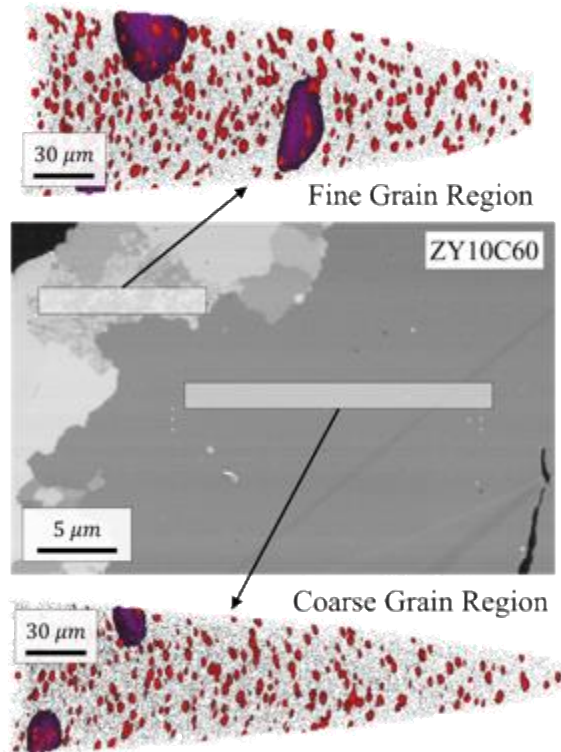 30 μm
Fine Grain Region
ZY10C60
5 μm
Coarse Grain Region
30 μm